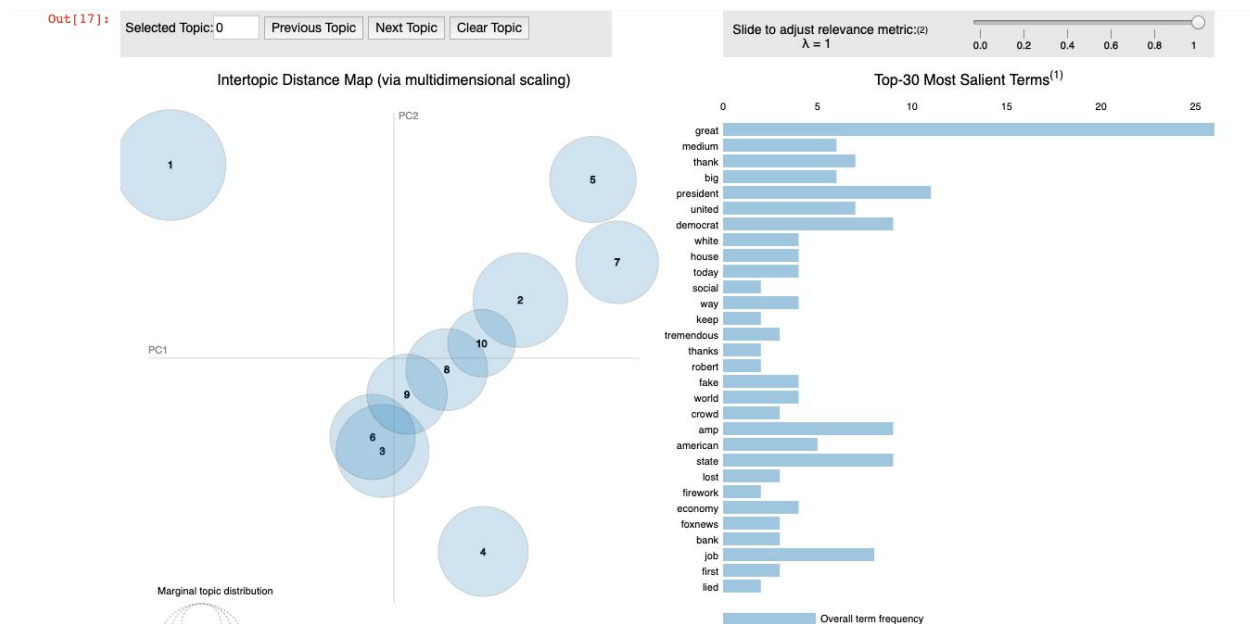 Out[17]:
Selected Topic: 0 Previous Topic Next Topic Clear Topic
Slide to adjust relevance metric:(2)
λ = 1
0.0 0.2 0.4 0.6 0.8 1
Intertopic Distance Map (via multidimensional scaling)
PC2
PC1
1
5
7
2
10
8
9
6
3
4
Marginal topic distribution
Top-30 Most Salient Terms(1)
0 5 10 15 20 25
great
medium
thank
big
president
united
democrat
white
house
today
social
way
keep
tremendous
thanks
robert
fake
world
crowd
amp
american
state
lost
firework
economy
foxnews
bank
job
first
lied
Overall term frequency